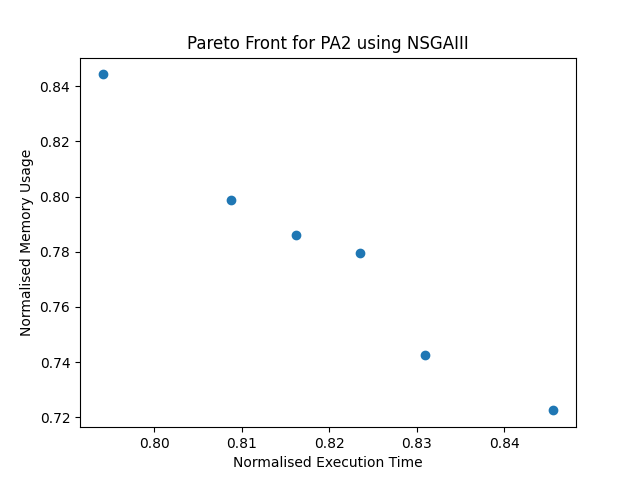 Pareto Front for PA2 using NSGAIII
Normalised Memory Usage
0.84
0.82
0.80
0.78
0.76
0.74
0.72
0.80 0.81 0.82 0.83 0.84
Normalised Execution Time